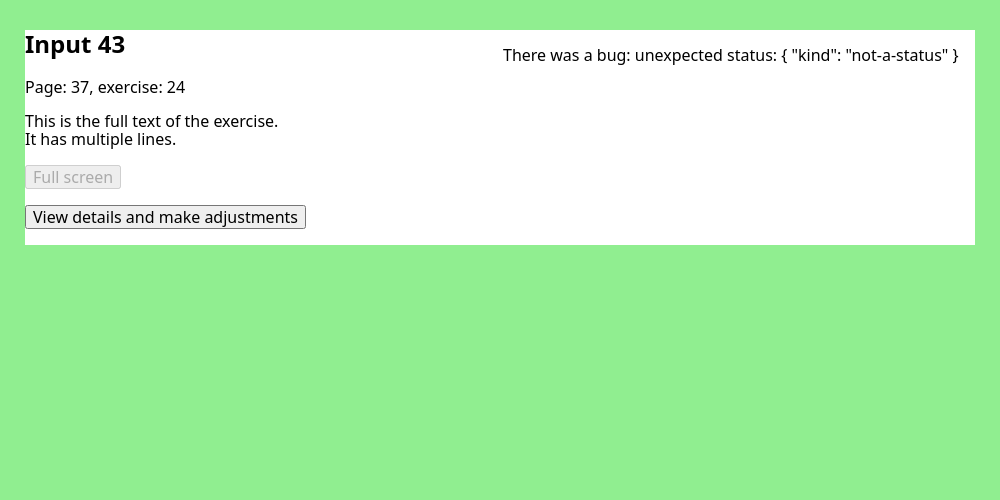 Input 43
Page: 37, exercise: 24
This is the full text of the exercise.
It has multiple lines.
Full screen
View details and make adjustments
There was a bug: unexpected status: { "kind": "not-a-status" }